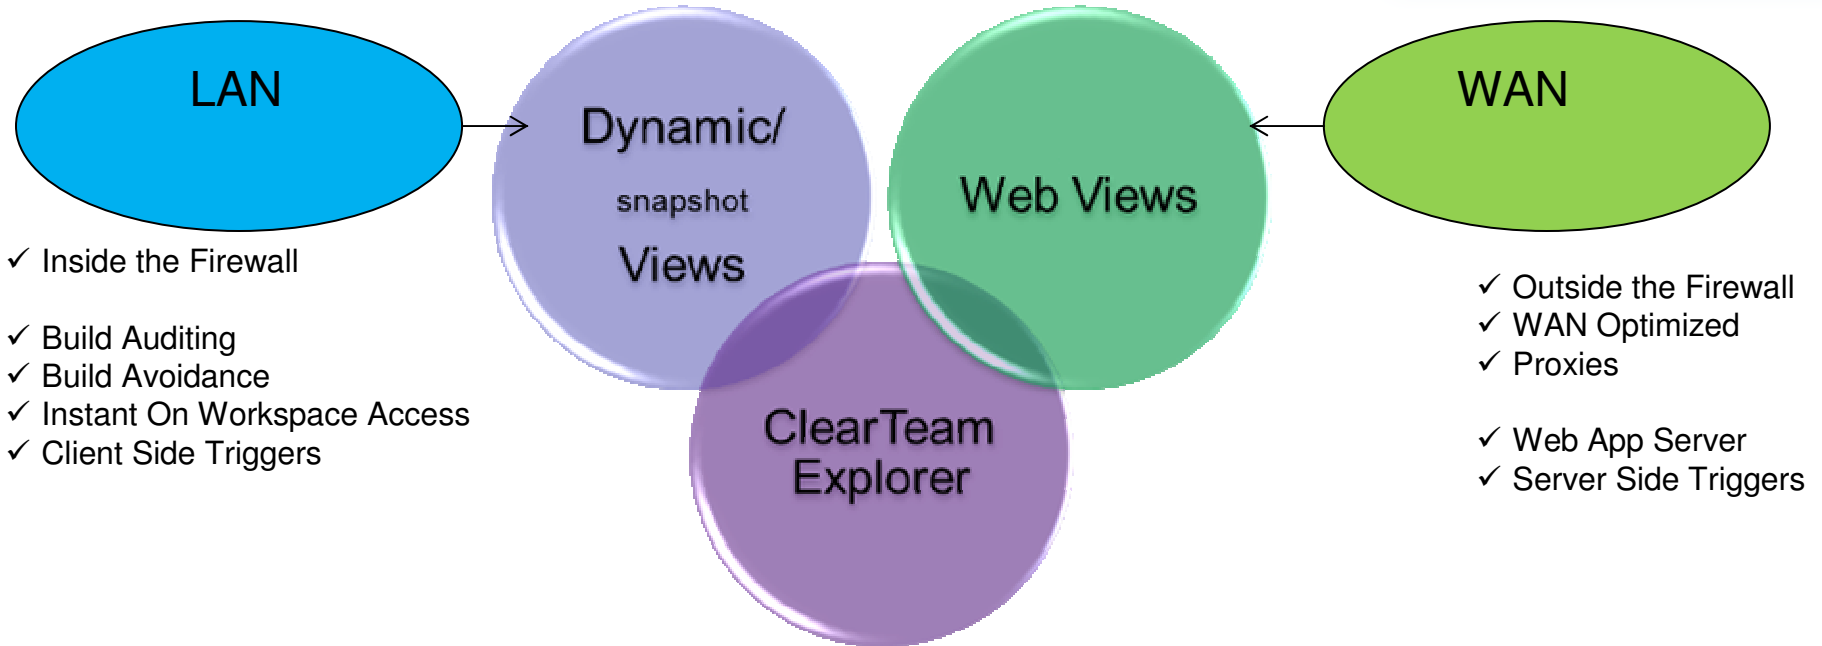 LAN
✓ Inside the Firewall
✓ Build Auditing
✓ Build Avoidance
✓ Instant On Workspace Access
✓ Client Side Triggers
Dynamic/
snapshot
Views
Web Views
ClearTeam
Explorer
WAN
✓ Outside the Firewall
✓ WAN Optimized
✓ Proxies
✓ Web App Server
✓ Server Side Triggers